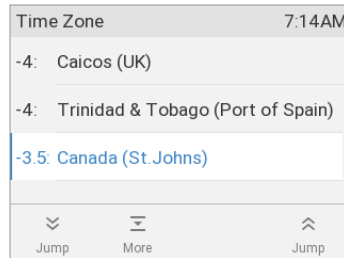 Time Zone 7:14AM
-4: Caicos (UK)
-4: Trinidad & Tobago (Port of Spain)
-3.5: Canada (St.Johns)
Jump More Jump